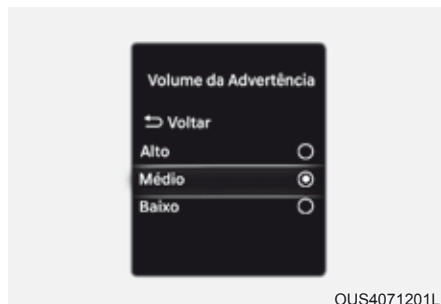 Volume da Advertência
Voltar
Alto
Médio
Baixo
OUS4071201L